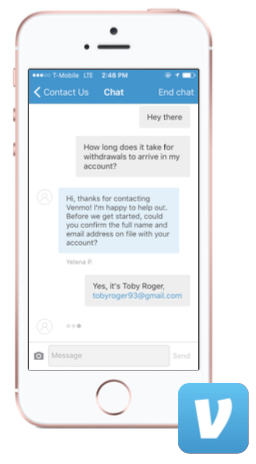 T-Mobile LTE 2:48 PM
Contact Us Chat End chat
Hey there
How long does it take for
withdrawals to arrive in my
account?
Hi, thanks for contacting
Venmo! I'm happy to help out.
Before we get started, could
you confirm the full name and
email address on file with your
account?
Yelena P.
Yes, it's Toby Roger,
tobyroger93@gmail.com
Message Send
V